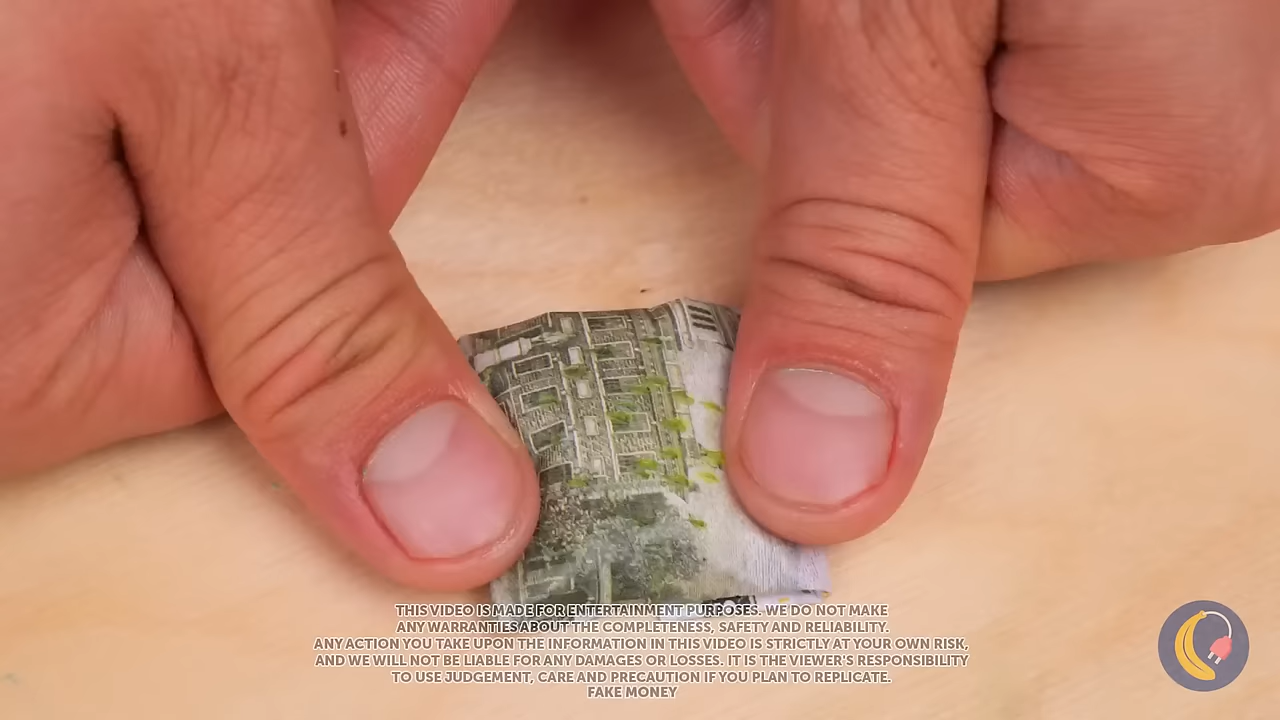 THIS VIDEO IS MADE FOR ENTERTAINMENT PURPOSES. WE DO NOT MAKE
ANY WARRANTIES ABOUT THE COMPLETENESS, SAFETY AND RELIABILITY.
ANY ACTION YOU TAKE UPON THE INFORMATION IN THIS VIDEO IS STRICTLY AT YOUR OWN RISK,
AND WE WILL NOT BE LIABLE FOR ANY DAMAGES OR LOSSES. IT IS THE VIEWER'S RESPONSIBILITY
TO USE JUDGEMENT, CARE AND PRECAUTION IF YOU PLAN TO REPLICATE.
FAKE MONEY